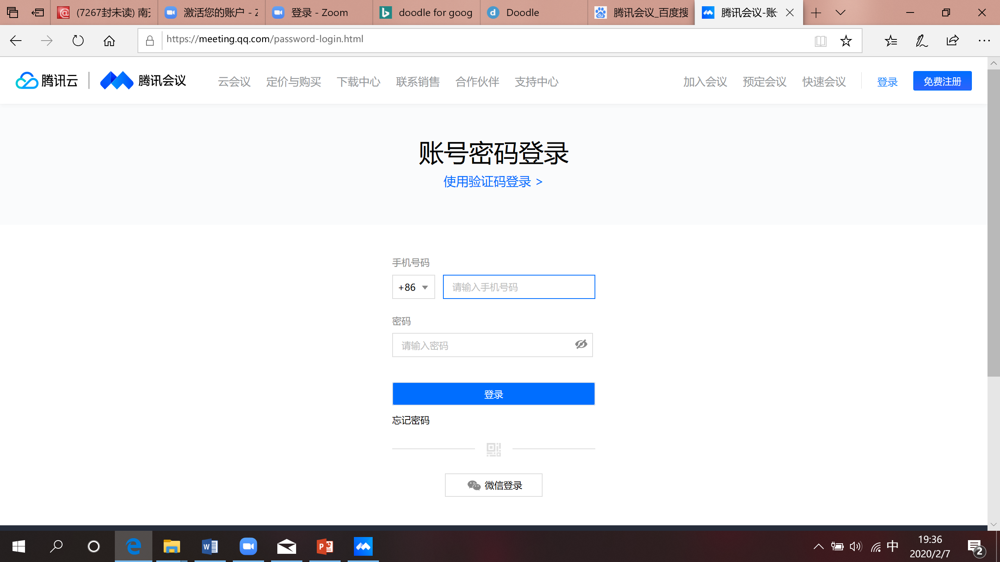 (7267封未读) 南
激活您的账户 - Z
登录 - Zoom
doodle for goog
Doodle
腾讯会议_百度搜
腾讯会议-账
https://meeting.qq.com/password-login.html
腾讯云
腾讯会议
云会议
定价与购买
下载中心
联系销售
合作伙伴
支持中心
加入会议
预定会议
快速会议
登录
免费注册
账号密码登录
使用验证码登录 >
手机号码
+86
请输入手机号码
密码
请输入密码
登录
忘记密码
微信登录
中
19:36
2020/2/7
2